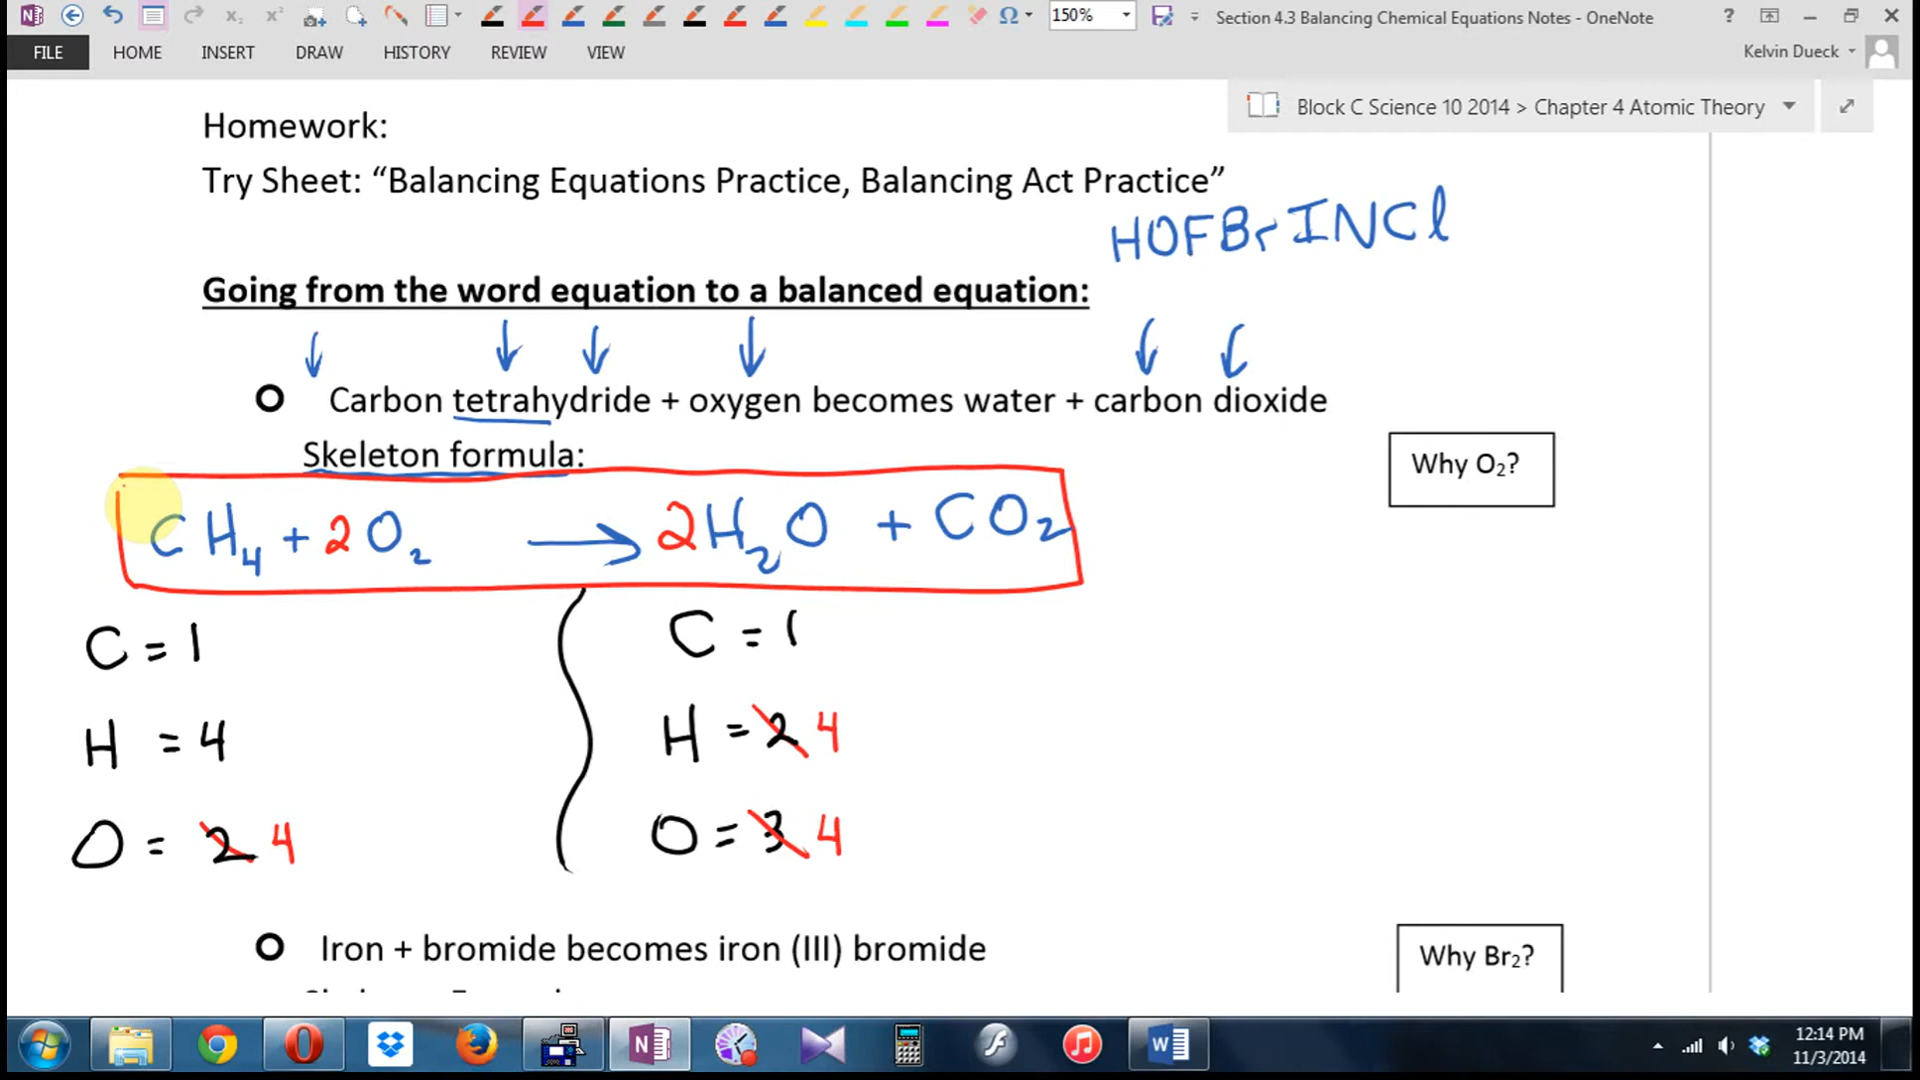 150%
Section 4.3 Balancing Chemical Equations Notes - OneNote
FILE HOME INSERT DRAW HISTORY REVIEW VIEW
Kelvin Dueck
Block C Science 10 2014 > Chapter 4 Atomic Theory
Homework:
Try Sheet: “Balancing Equations Practice, Balancing Act Practice”
HOFBrINCl
Going from the word equation to a balanced equation:
Carbon tetrahydride + oxygen becomes water + carbon dioxide
Skeleton formula:
Why O₂?
CH₄ + 2O₂ → 2H₂O + CO₂
C = 1
H = 4
O = 2 4
C = 1
H = 2 4
O = 3 4
Iron + bromide becomes iron (III) bromide
Why Br₂?
12:14 PM
11/3/2014